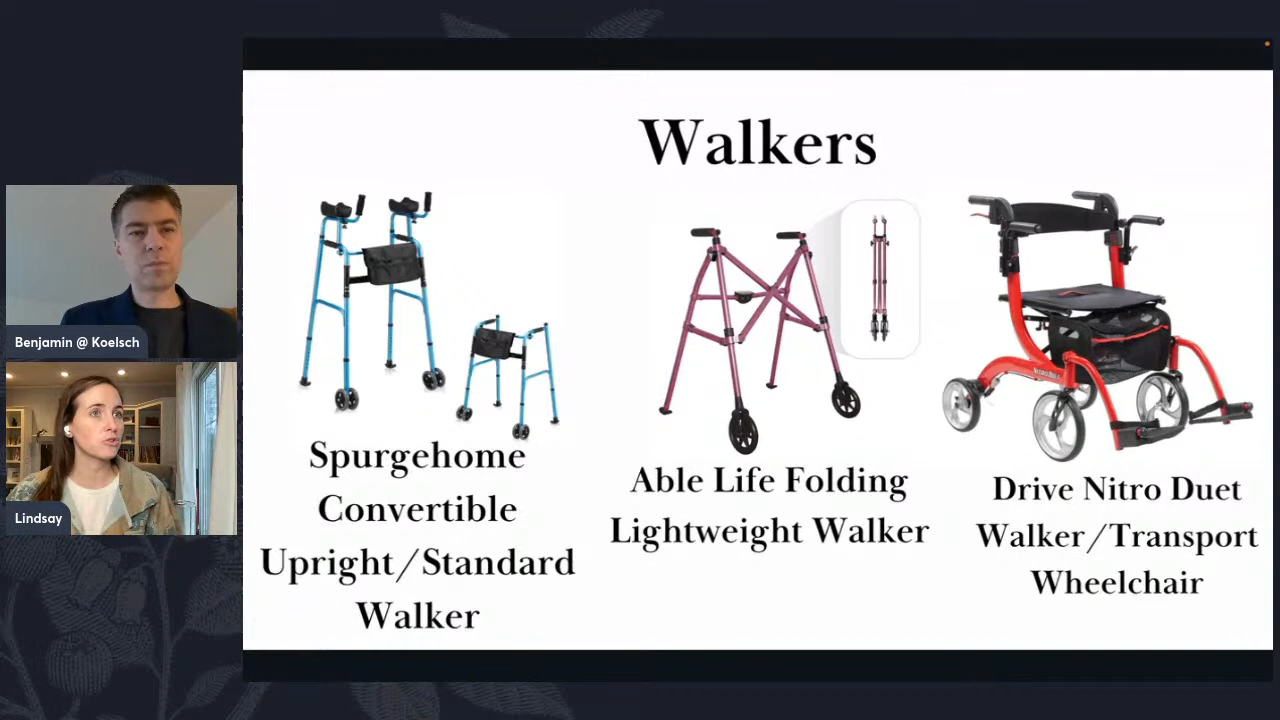 Walkers
Benjamin @ Koelsch
Lindsay
Spurgehome
Convertible
Upright/Standard
Walker
Able Life Folding
Lightweight Walker
Drive Nitro Duet
Walker/Transport
Wheelchair